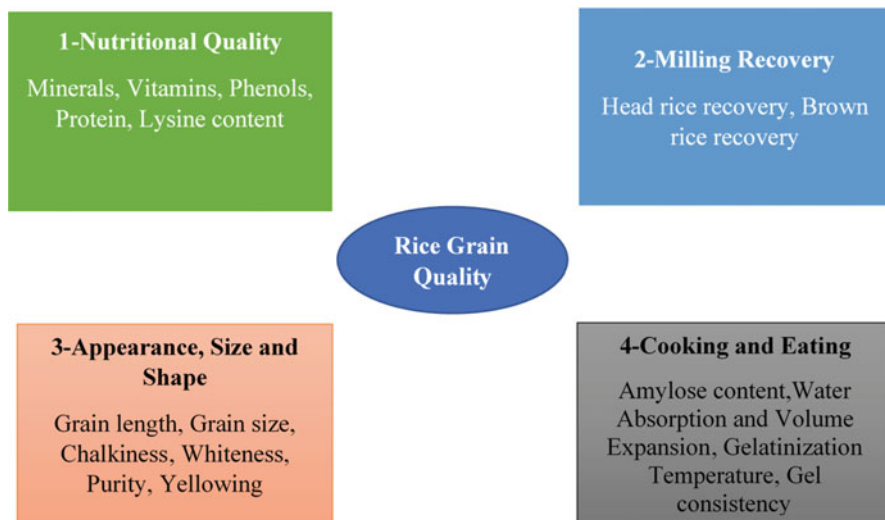 1-Nutritional Quality
Minerals, Vitamins, Phenols,
Protein, Lysine content
2-Milling Recovery
Head rice recovery, Brown
rice recovery
Rice Grain
Quality
3-Appearance, Size and
Shape
Grain length, Grain size,
Chalkiness, Whiteness,
Purity, Yellowing
4-Cooking and Eating
Amylose content,Water
Absorption and Volume
Expansion, Gelatinization
Temperature, Gel
consistency